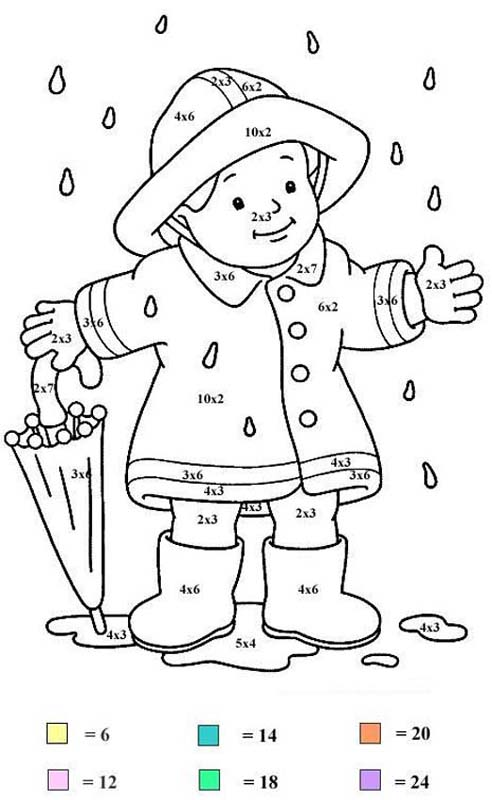 2x3
6x2
4x6
10x2
2x3
3x6
2x7
2x3
3x6
6x2
3x6
2x3
2x7
10x2
4x3
3x6
3x6
3x6
4x3
4x3
2x3
2x3
4x6
4x6
4x3
4x3
5x4
= 6
= 14
= 20
= 12
= 18
= 24